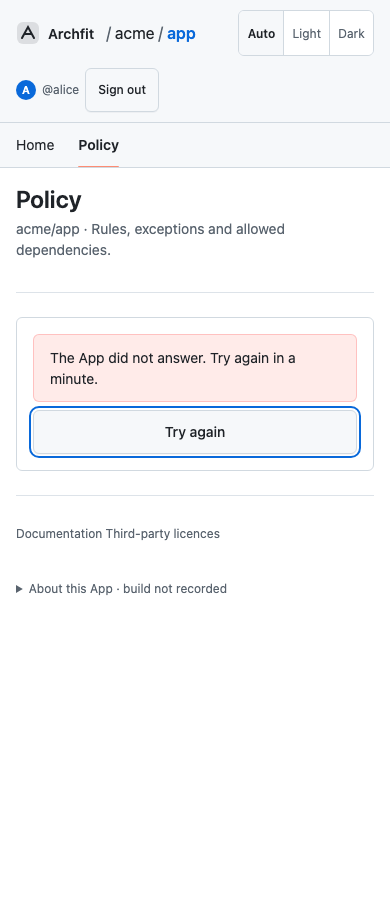 Archfit / acme / app
Auto Light Dark
A @alice Sign out
Home Policy
Policy
acme/app · Rules, exceptions and allowed
dependencies.
The App did not answer. Try again in a
minute.
Try again
Documentation Third-party licences
About this App · build not recorded